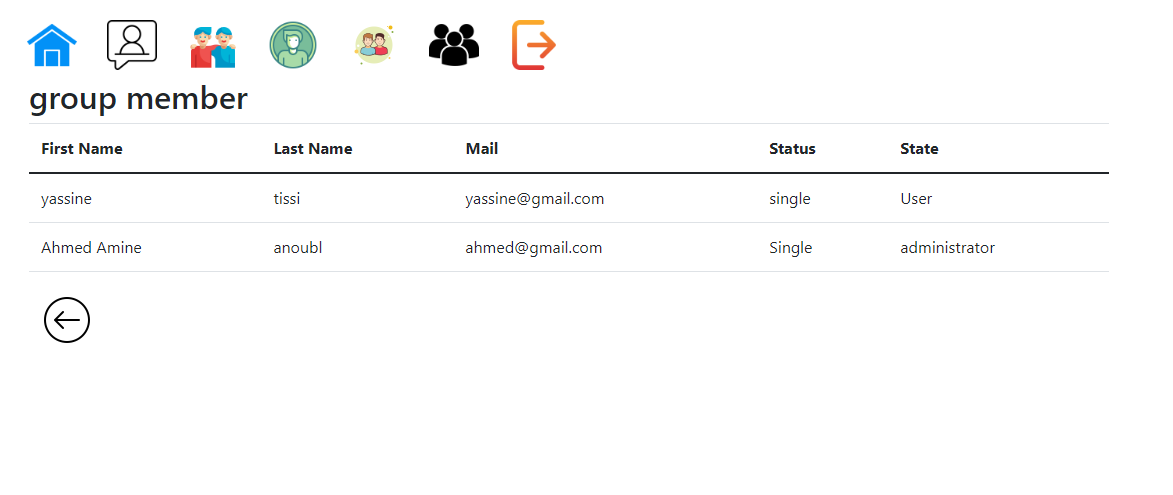 group member
First Name Last Name Mail Status State
yassine tissi yassine@gmail.com single User
Ahmed Amine anoubl ahmed@gmail.com Single administrator